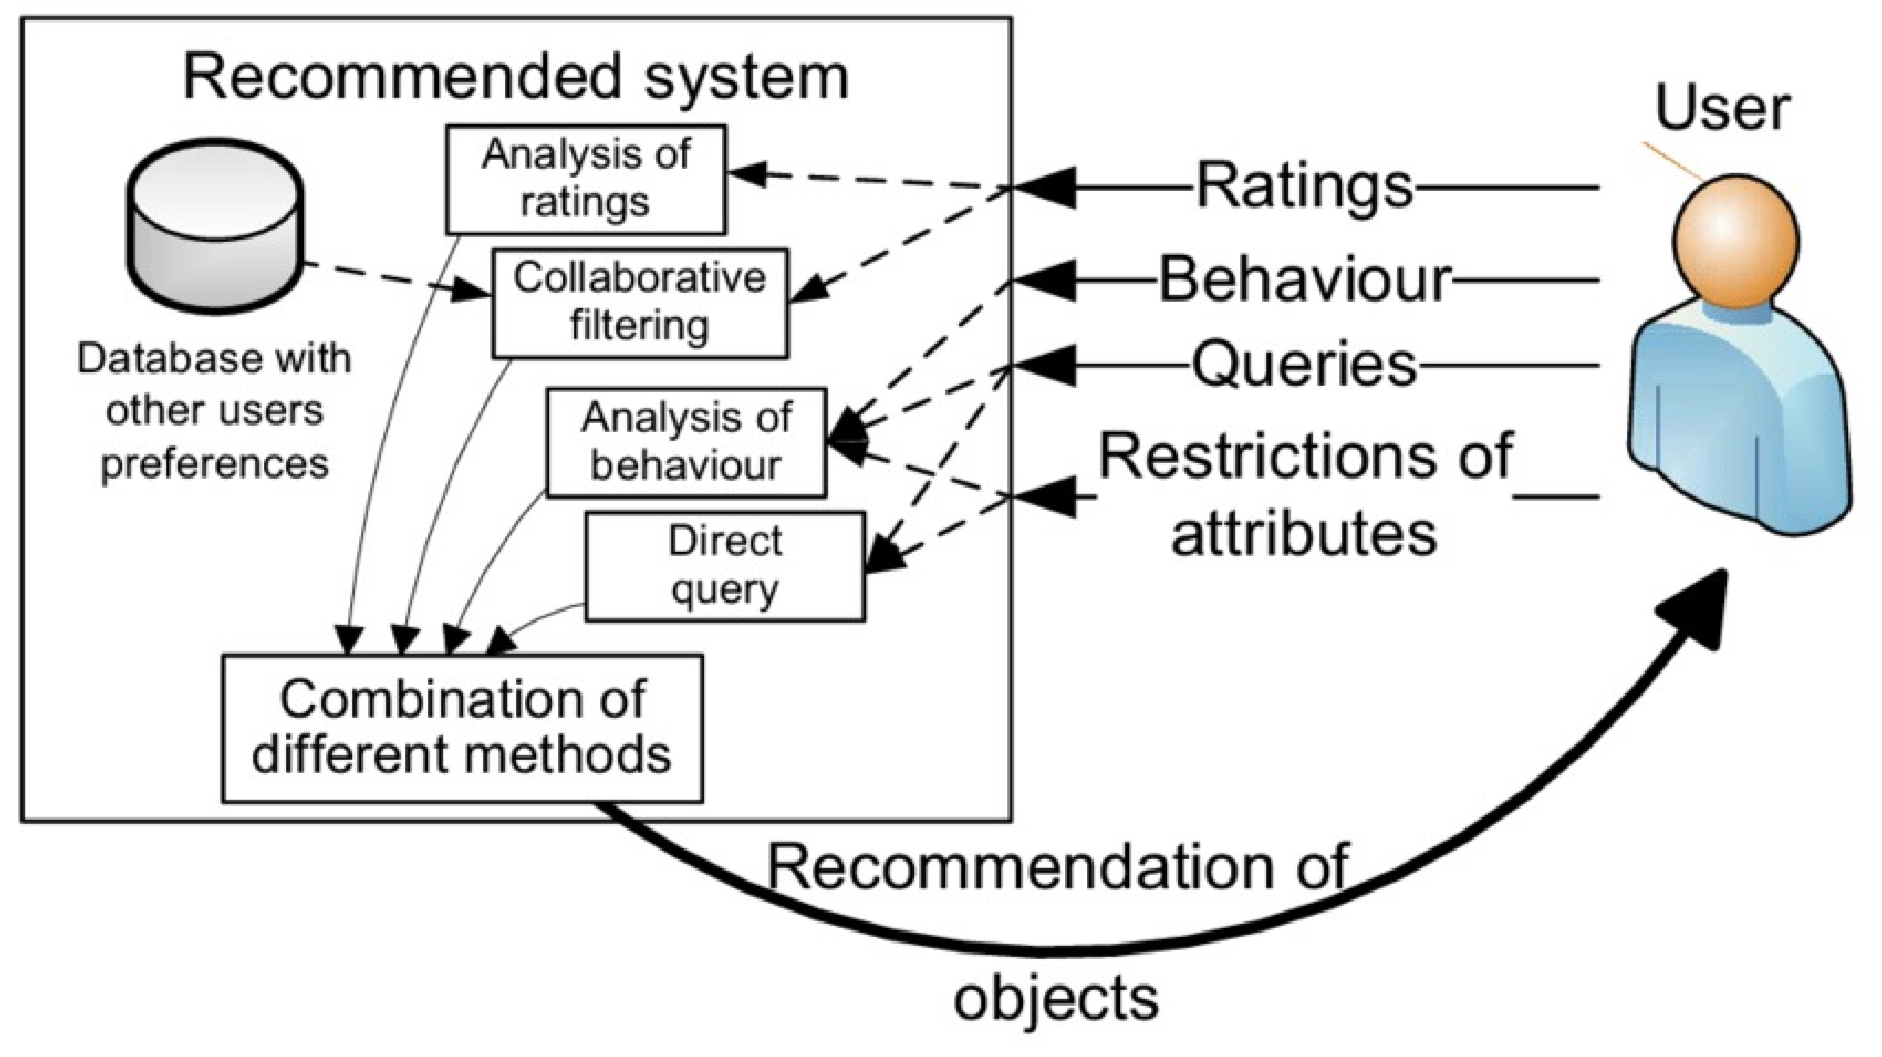 Recommended system
User
Analysis of
ratings
Collaborative
filtering
Database with
other users
preferences
Analysis of
behaviour
Direct
query
Combination of
different methods
Ratings
Behaviour
Queries
Restrictions of
attributes
Recommendation of
objects